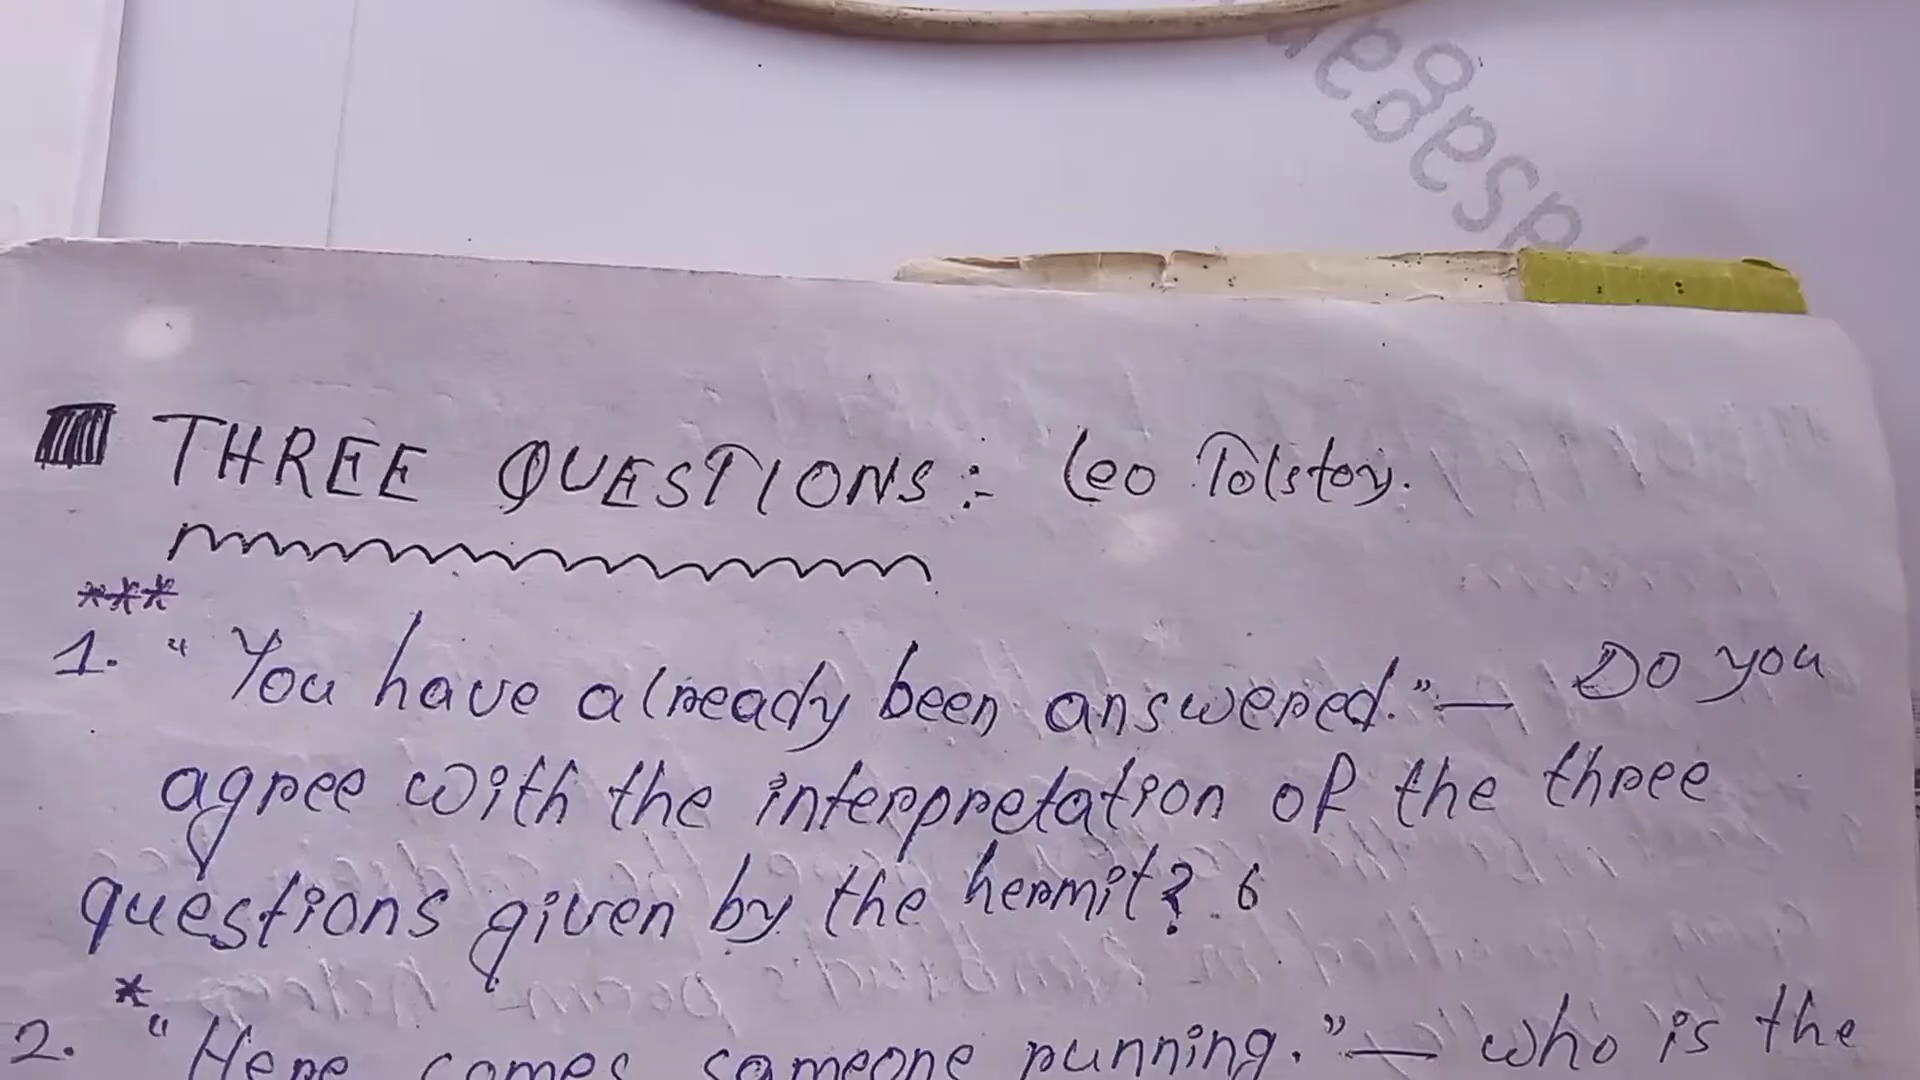 THREE QUESTIONS:- Leo Tolstoy.
***
1. "You have already been answered."— Do you
agree with the interpretation of the three
questions given by the hermit? 6
*
2. "Here comes someone running."— who is the